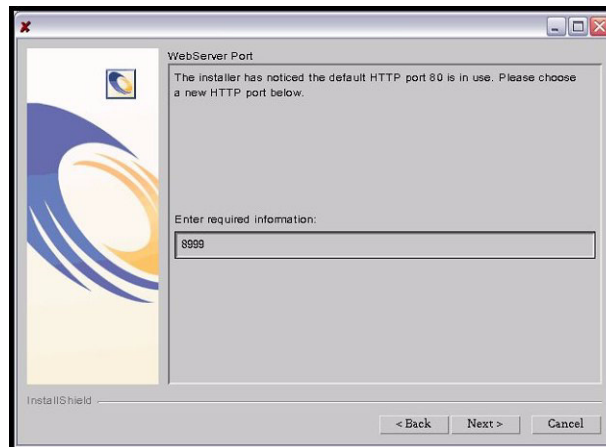 WebServer Port
The installer has noticed the default HTTP port 80 is in use. Please choose
a new HTTP port below.
Enter required information:
8999
InstallShield
< Back
Next >
Cancel